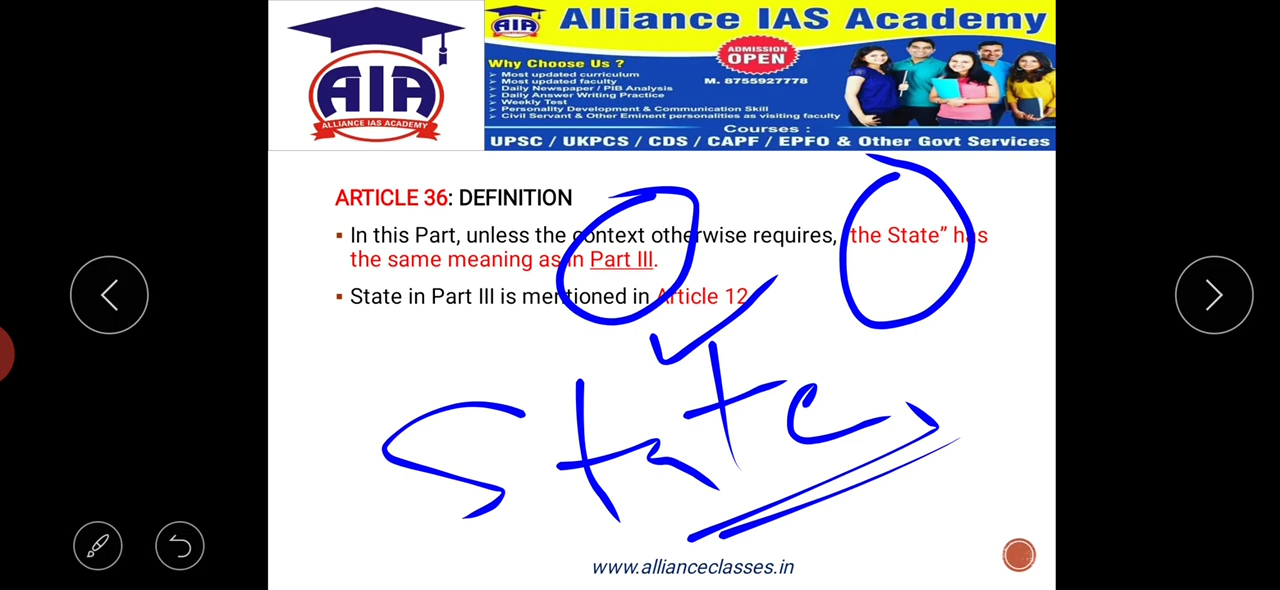 AIA
ALLIANCE IAS ACADEMY
AIA
Alliance IAS Academy
Why Choose Us ?
➢ Most updated curriculum
➢ Most updated faculty
➢ Daily Newspaper / PIB Analysis
➢ Daily Answer Writing Practice
➢ Weekly Test
➢ Personality Development & Communication Skill
➢ Civil Servant & Other Eminent personalities as visiting faculty
ADMISSION
OPEN
M. 8755927778
Courses :
UPSC / UKPCS / CDS / CAPF / EPFO & Other Govt Services
ARTICLE 36: DEFINITION
▪ In this Part, unless the context otherwise requires, “the State” has
the same meaning as in Part III.
▪ State in Part III is mentioned in Article 12
State
www.allianceclasses.in